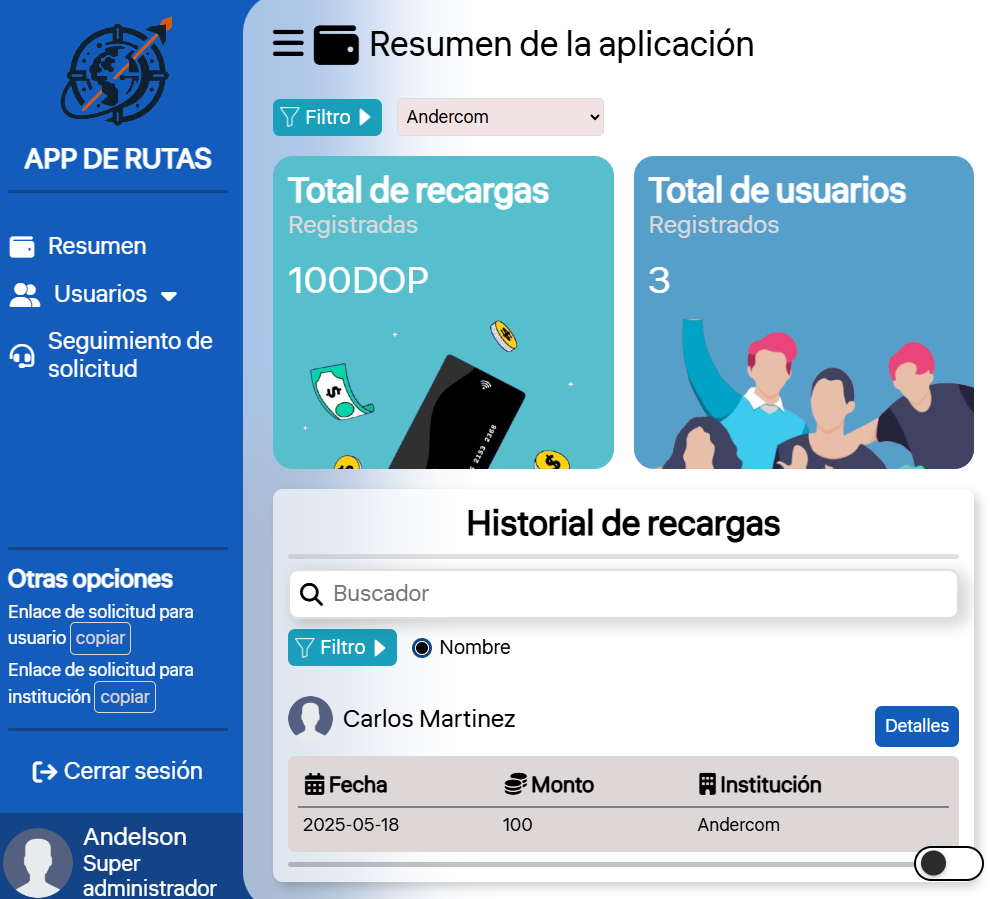 APP DE RUTAS
Resumen
Usuarios
Seguimiento de
solicitud
Otras opciones
Enlace de solicitud para
usuario copiar
Enlace de solicitud para
institución copiar
Cerrar sesión
Andelson
Super
administrador
Resumen de la aplicación
Filtro Andercom
Total de recargas
Registradas
100DOP
2153 2368
Total de usuarios
Registrados
3
Historial de recargas
Buscador
Filtro Nombre
Carlos Martinez
Detalles
Fecha Monto Institución
2025-05-18 100 Andercom